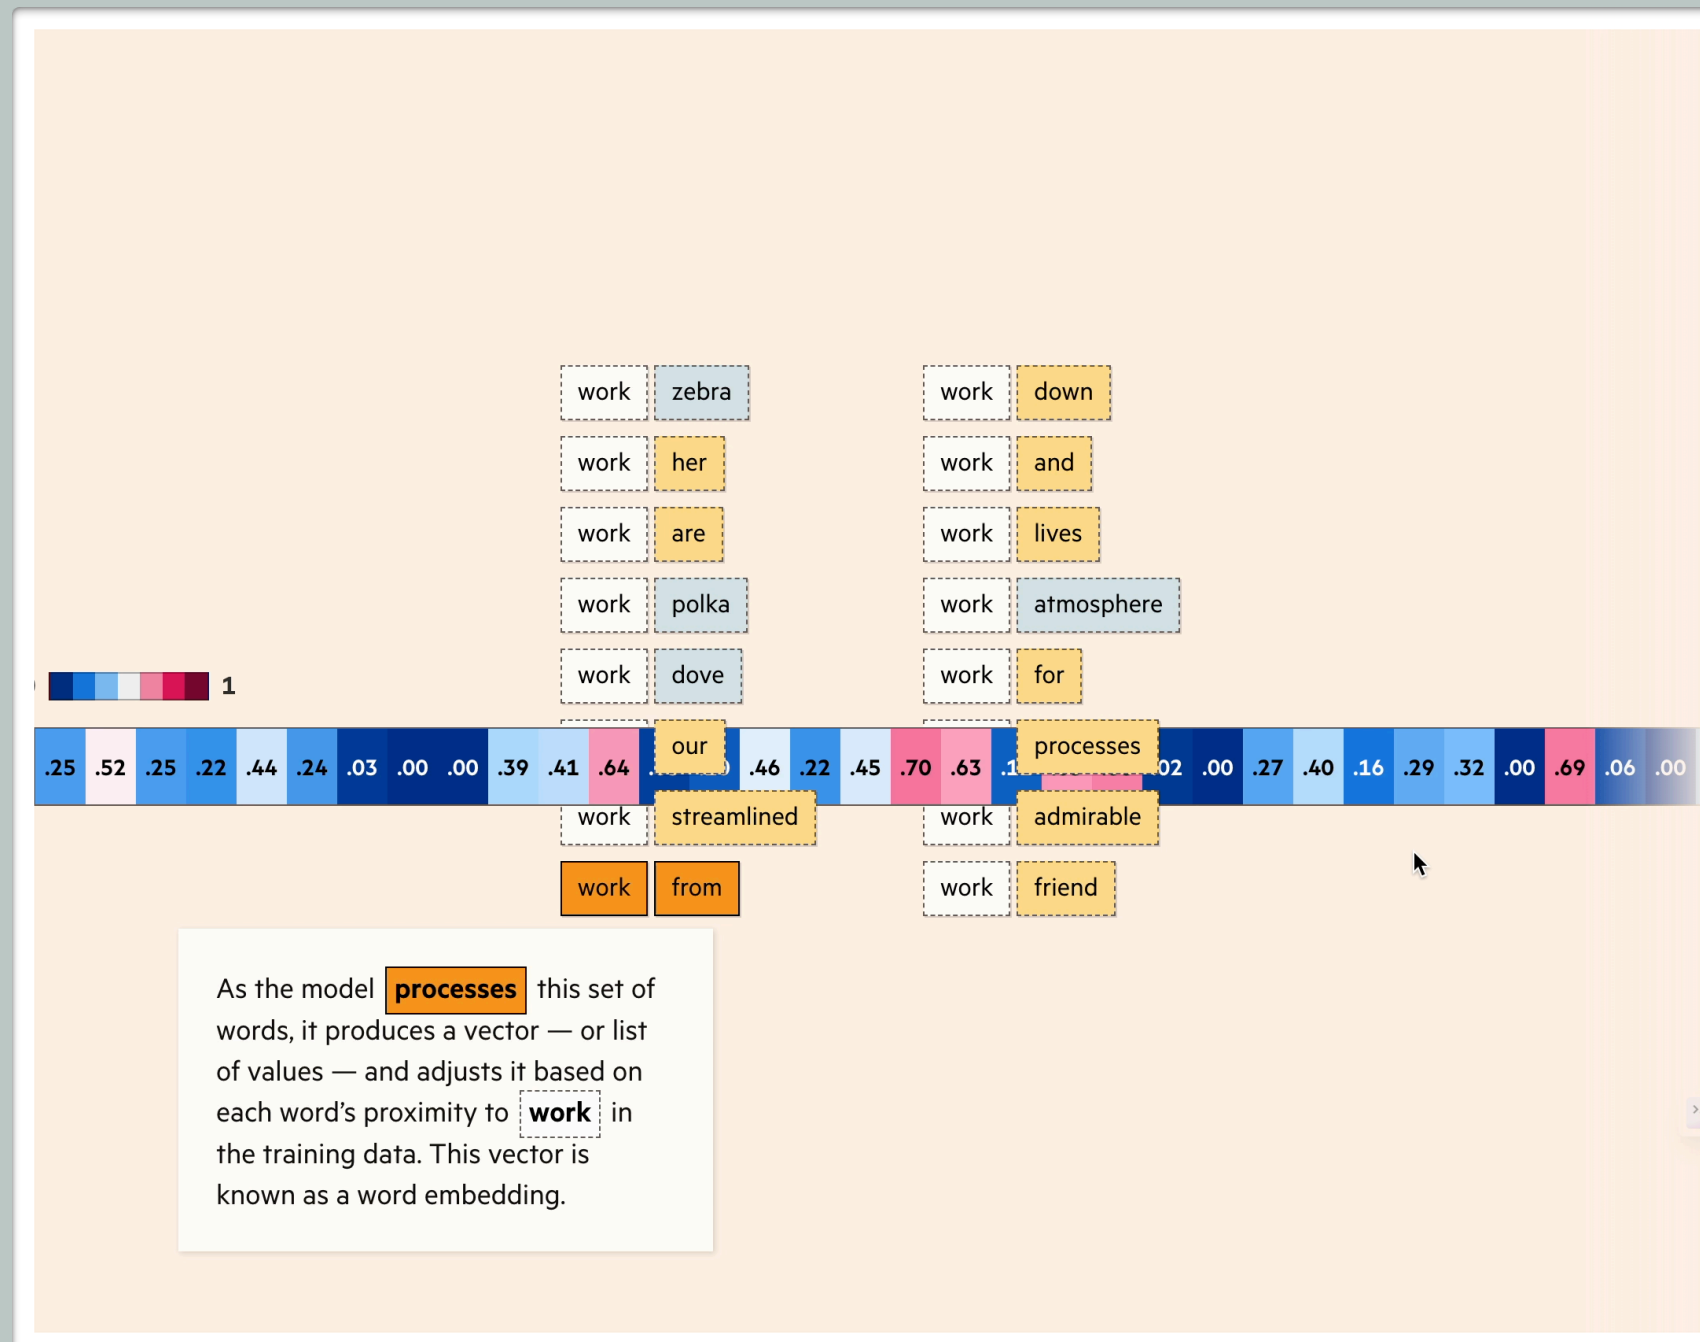 work zebra
work her
work are
work polka
work dove
our
work streamlined
work from
work down
work and
work lives
work atmosphere
work for
processes
work admirable
work friend
1
.25 .52 .25 .22 .44 .24 .03 .00 .00 .39 .41 .64 .46 .22 .45 .70 .63 .1 02 .00 .27 .40 .16 .29 .32 .00 .69 .06 .00
As the model processes this set of
words, it produces a vector — or list
of values — and adjusts it based on
each word’s proximity to work in
the training data. This vector is
known as a word embedding.